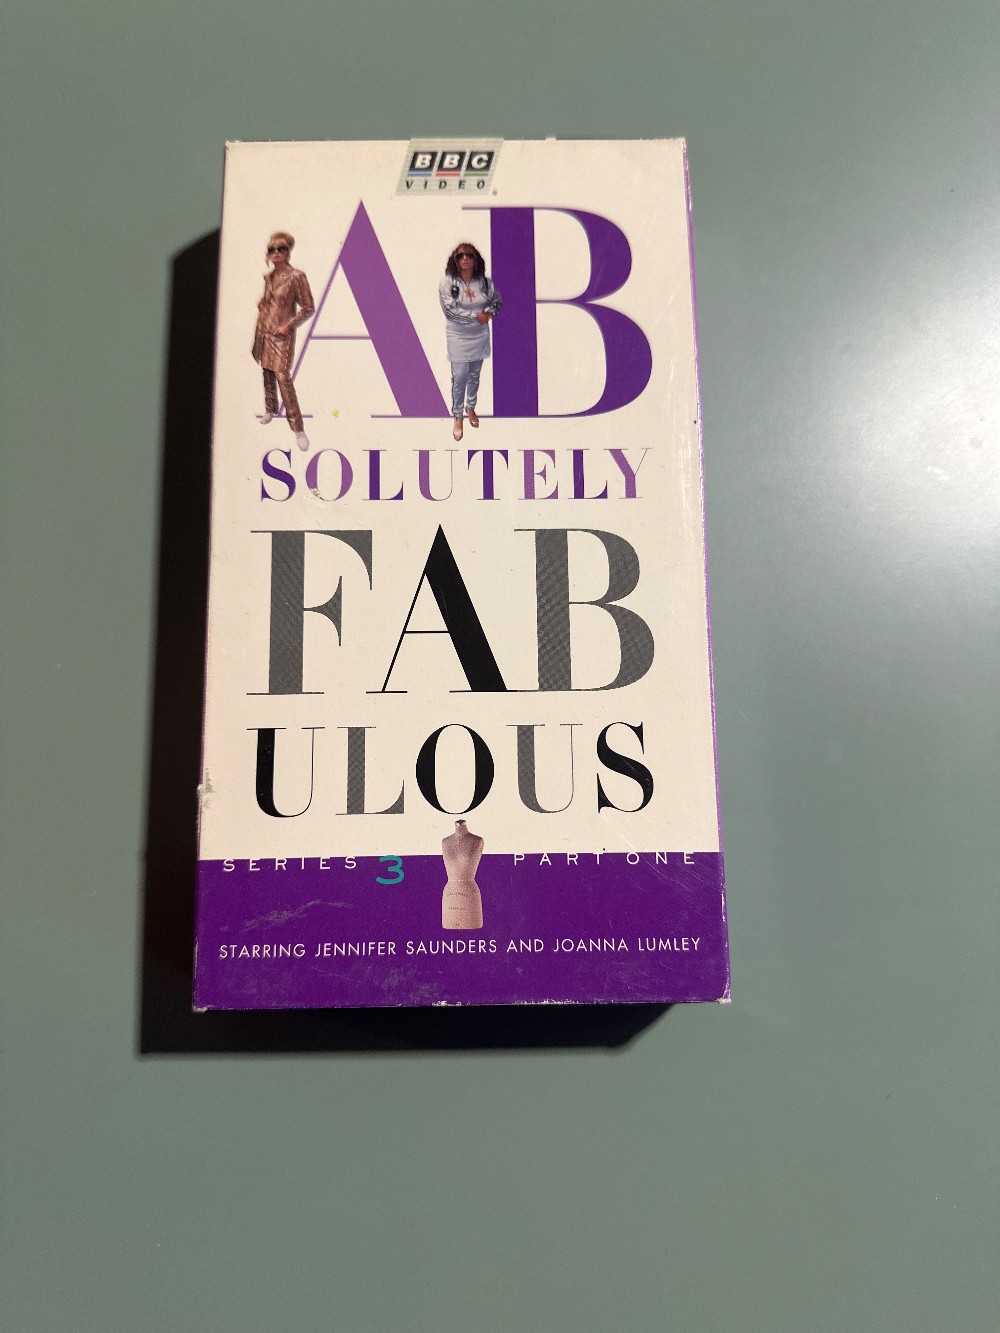 BBC
VIDEO
AB
SOLUTELY
FAB
ULOUS
SERIES 3 PART ONE
STARRING JENNIFER SAUNDERS AND JOANNA LUMLEY